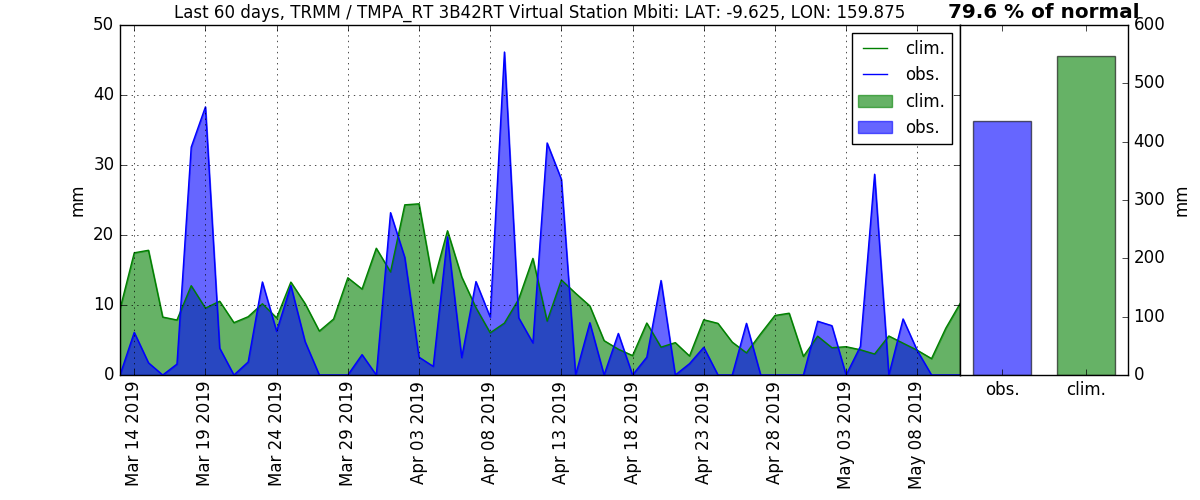 Last 60 days, TRMM / TMPA_RT 3B42RT Virtual Station Mbiti: LAT: -9.625, LON: 159.875
79.6 % of normal
50
40
30
20
10
0
mm
clim.
obs.
clim.
obs.
600
500
400
300
200
100
0
mm
Mar 14 2019
Mar 19 2019
Mar 24 2019
Mar 29 2019
Apr 03 2019
Apr 08 2019
Apr 13 2019
Apr 18 2019
Apr 23 2019
Apr 28 2019
May 03 2019
May 08 2019
obs.
clim.